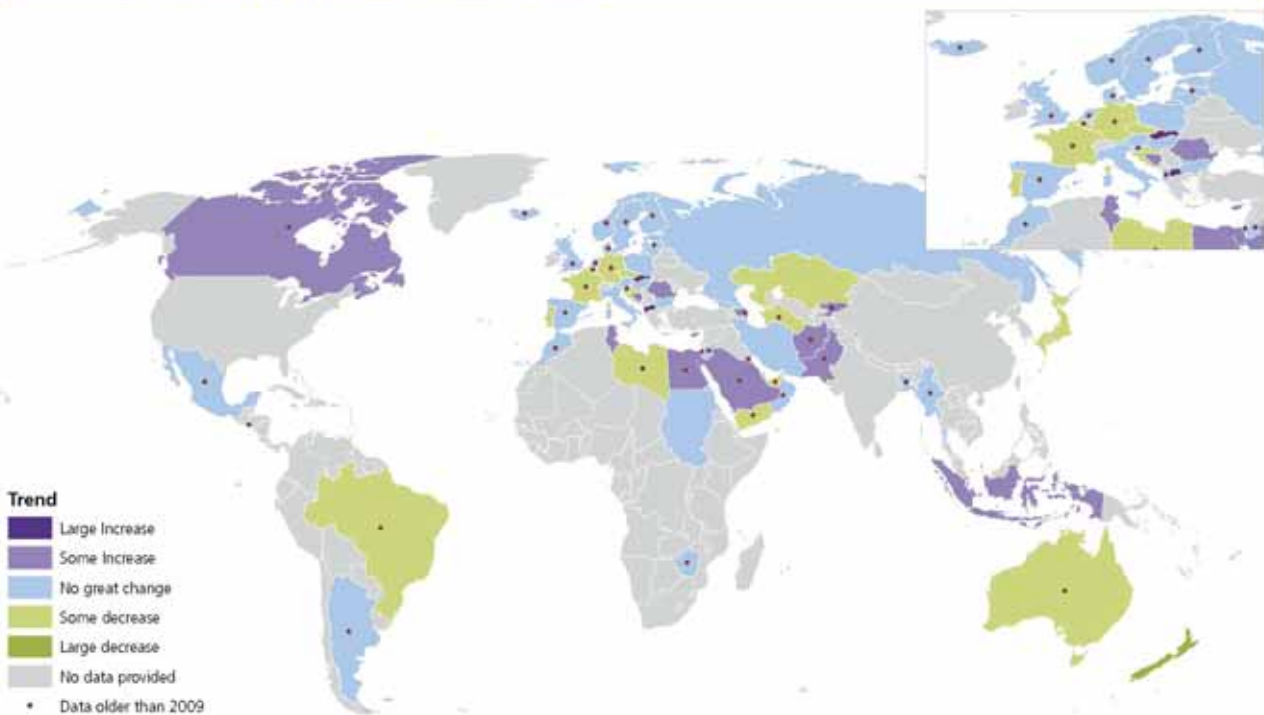 Trend
Large Increase
Some Increase
No great change
Some decrease
Large decrease
No data provided
Data older than 2009